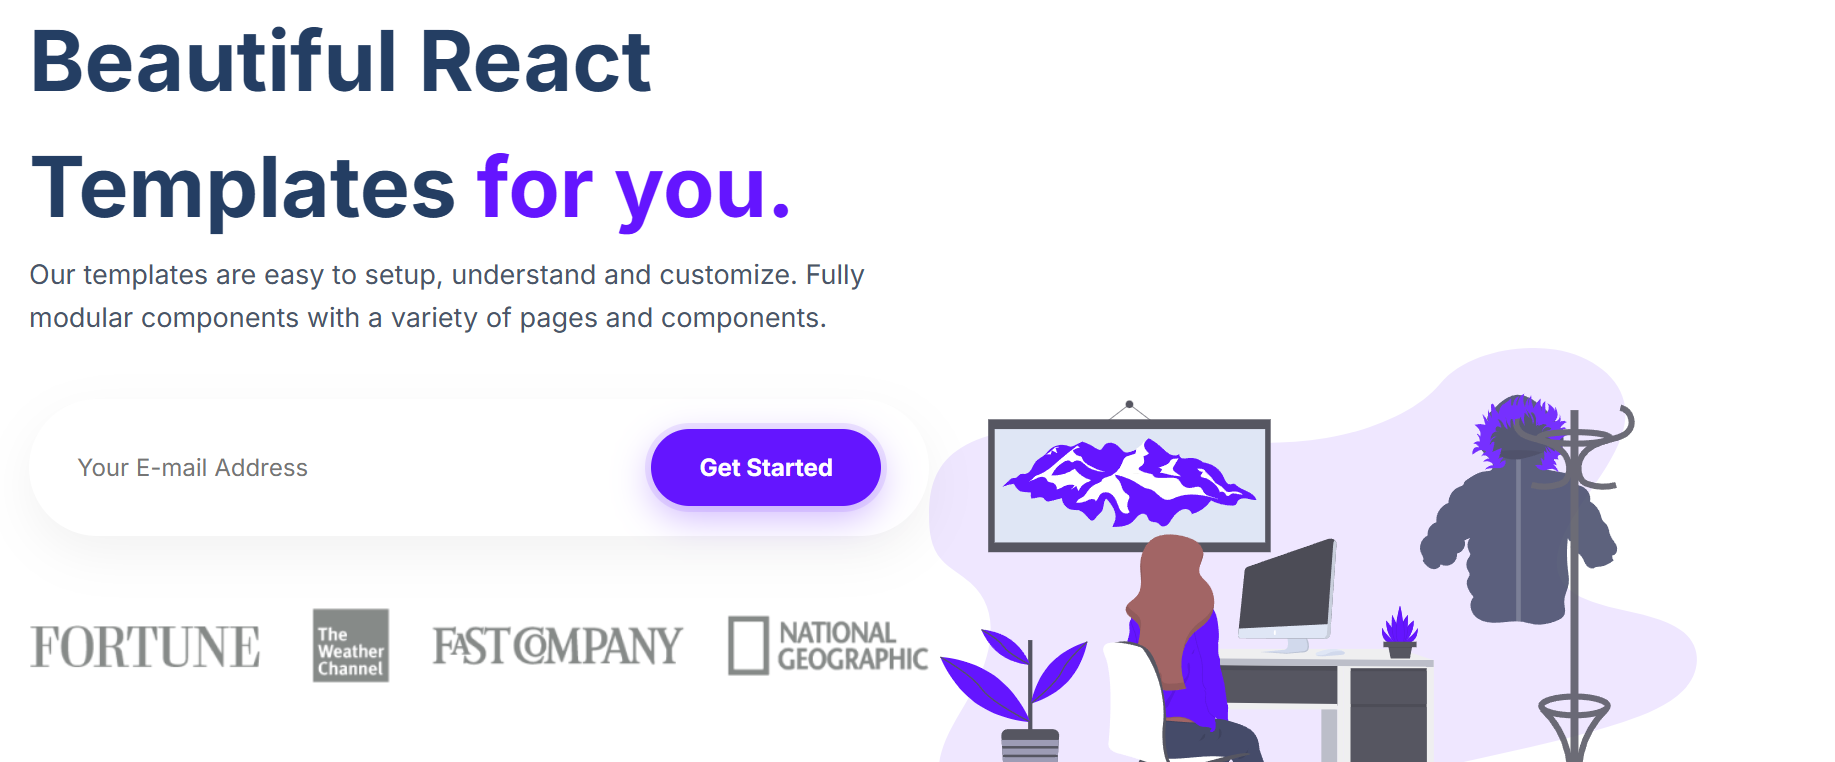 Beautiful React
Templates for you.
Our templates are easy to setup, understand and customize. Fully
modular components with a variety of pages and components.
Your E-mail Address
Get Started
FORTUNE
The
Weather
Channel
FAST COMPANY
NATIONAL
GEOGRAPHIC